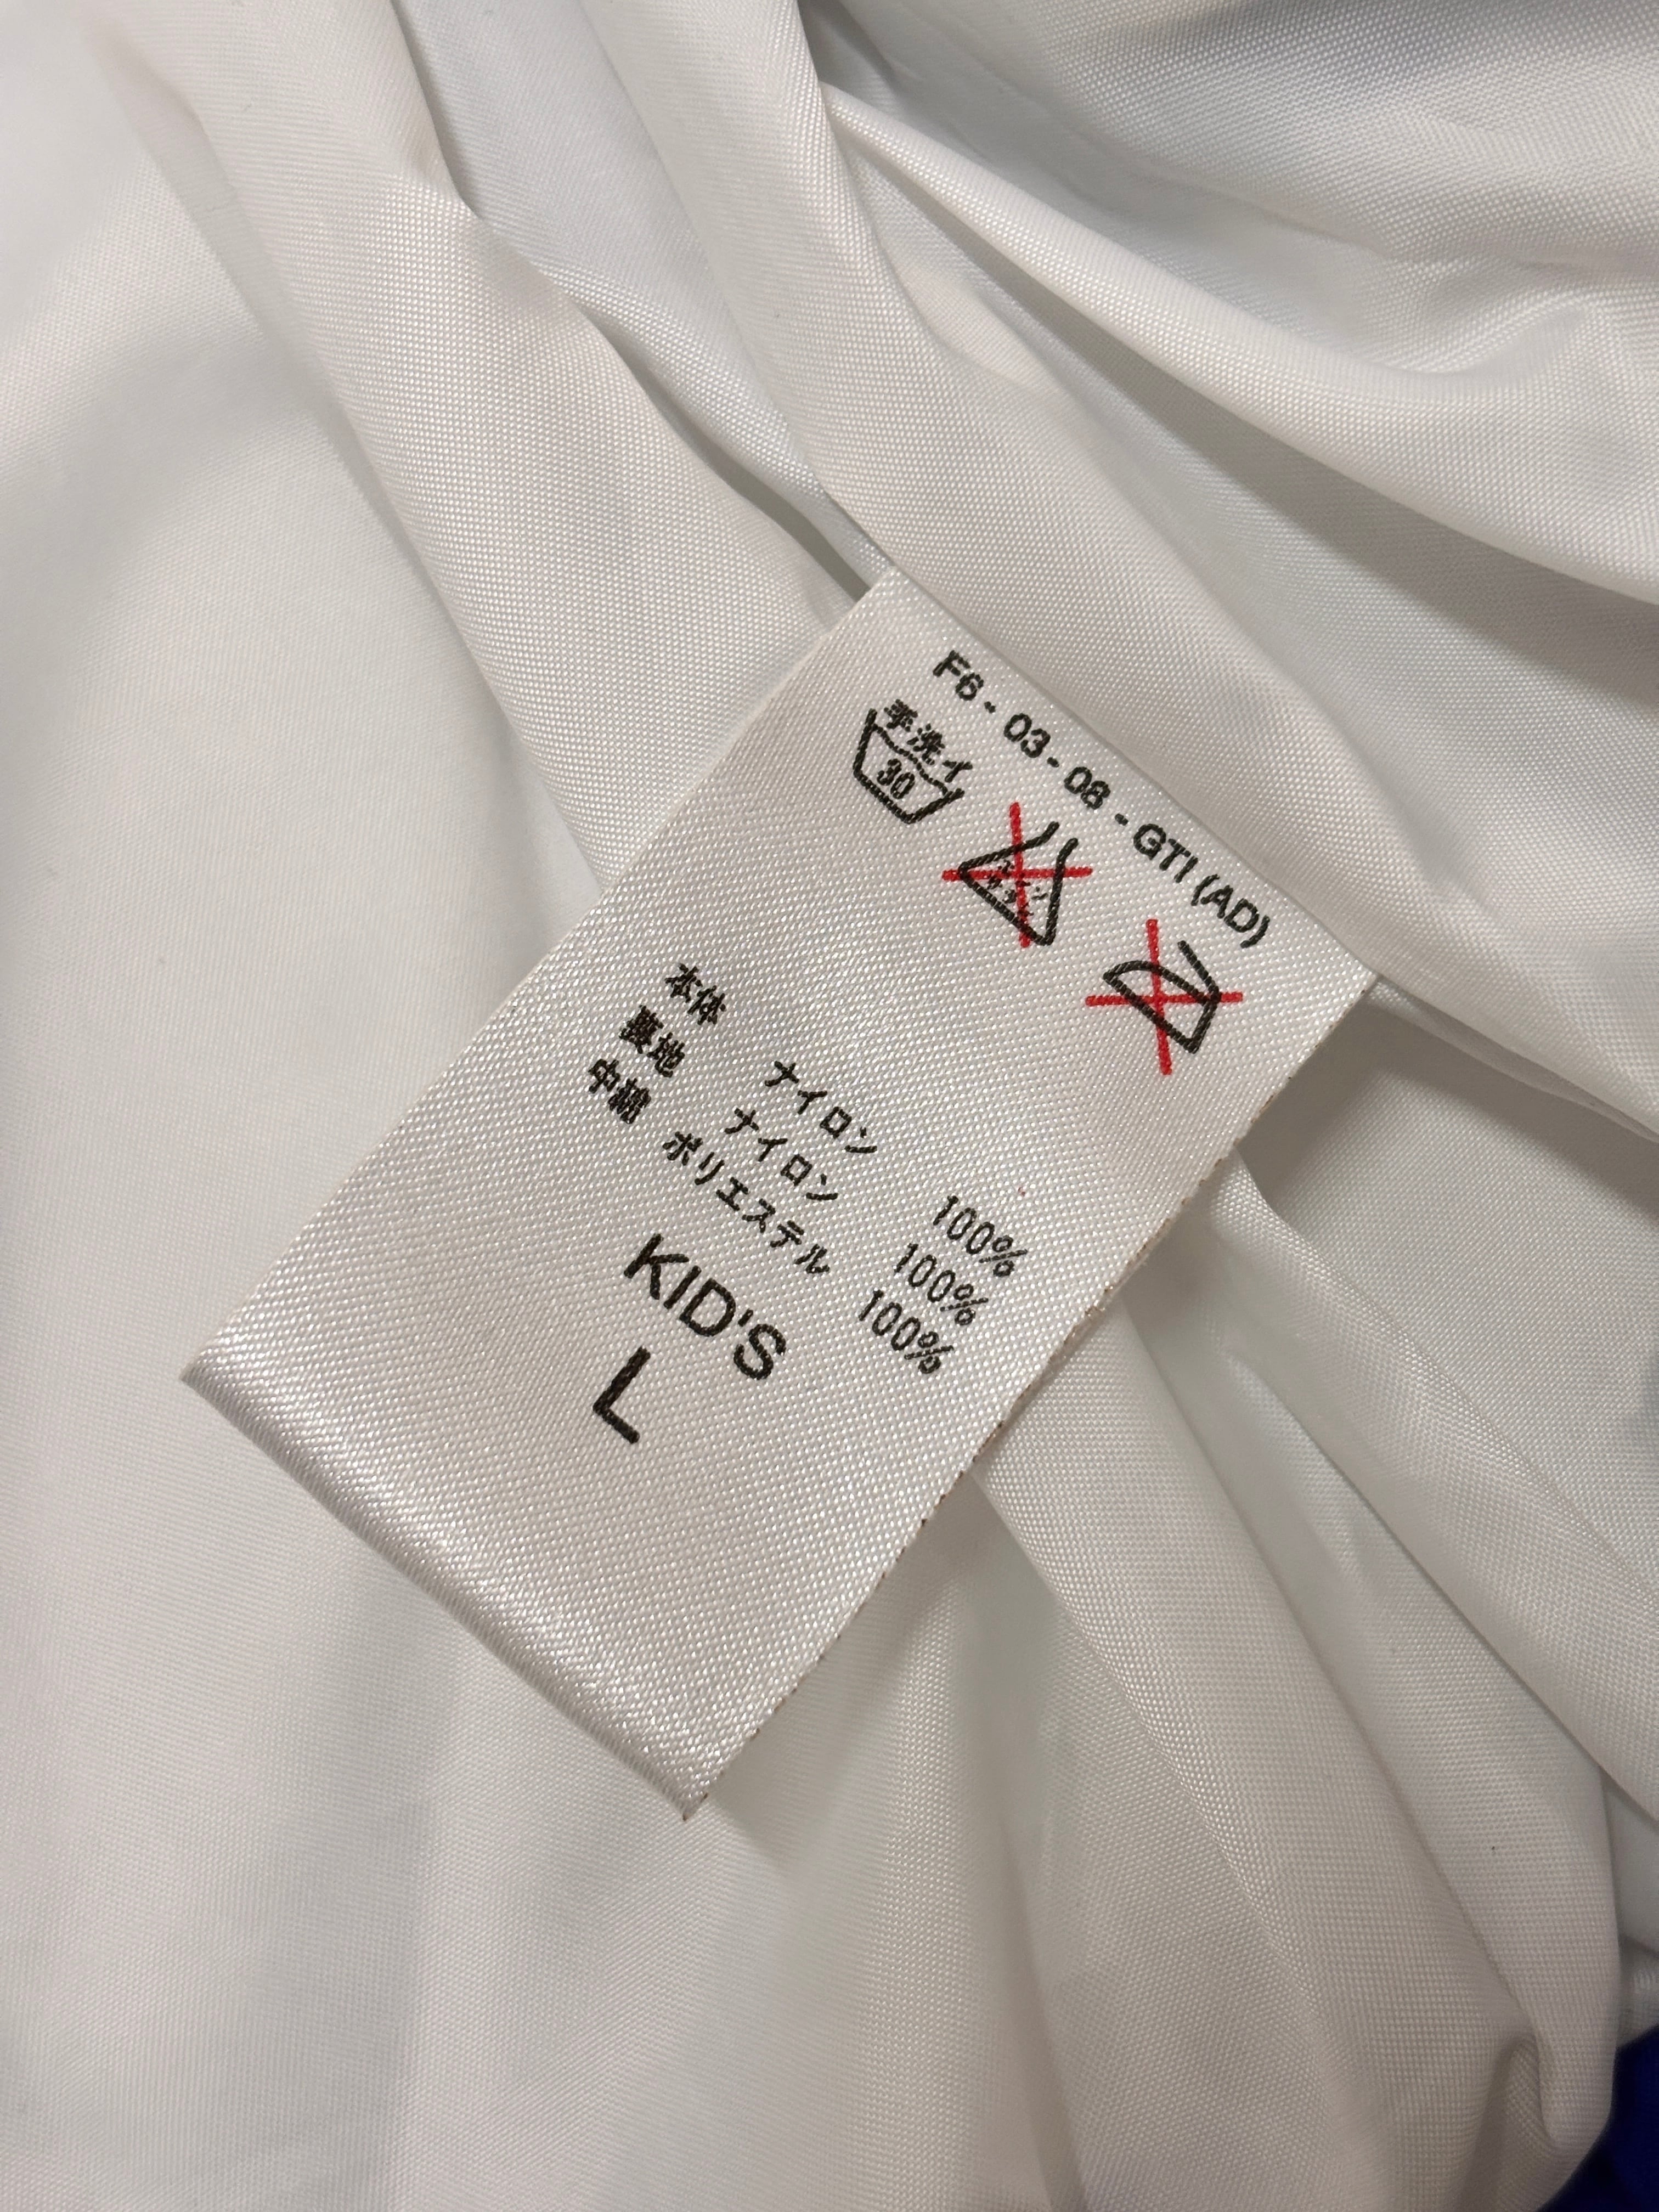 F6 - 03 - 08 - GTI (AD)
手洗イ
30
本体 ナイロン 100%
裏地 ナイロン 100%
中綿 ポリエステル 100%
KID'S
L